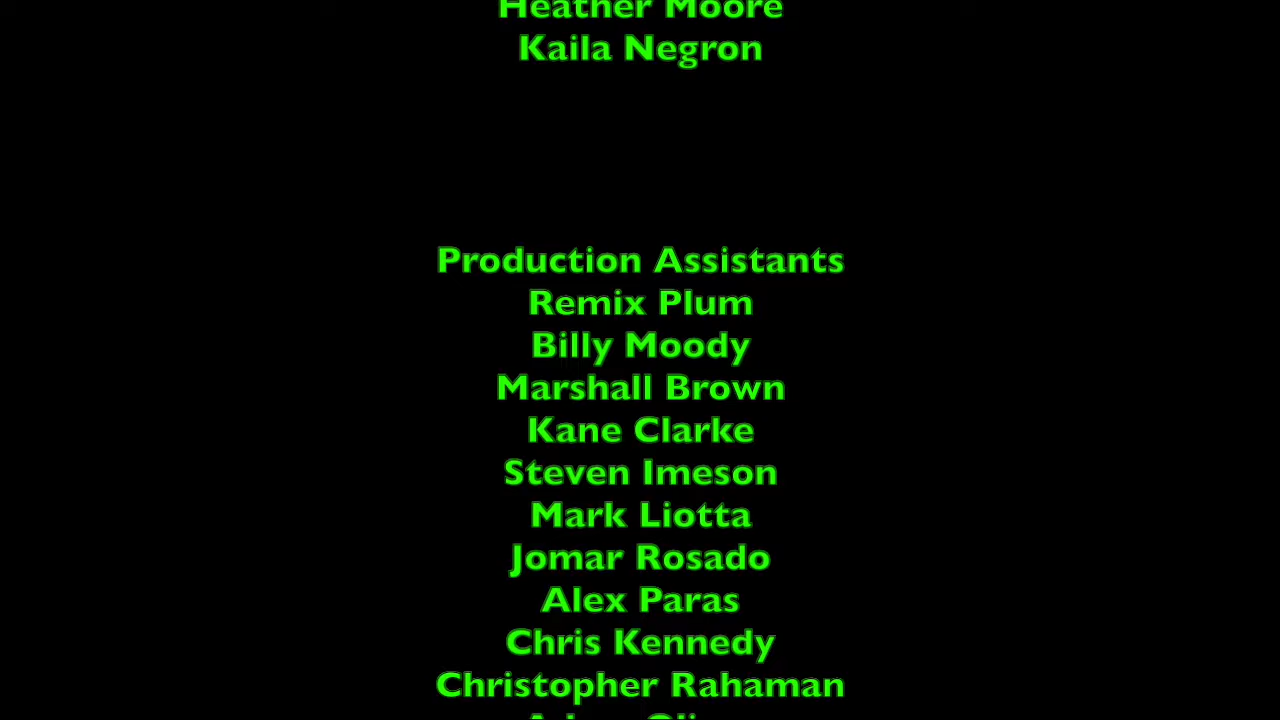 Heather Moore
Kaila Negron
Production Assistants
Remix Plum
Billy Moody
Marshall Brown
Kane Clarke
Steven Imeson
Mark Liotta
Jomar Rosado
Alex Paras
Chris Kennedy
Christopher Rahaman